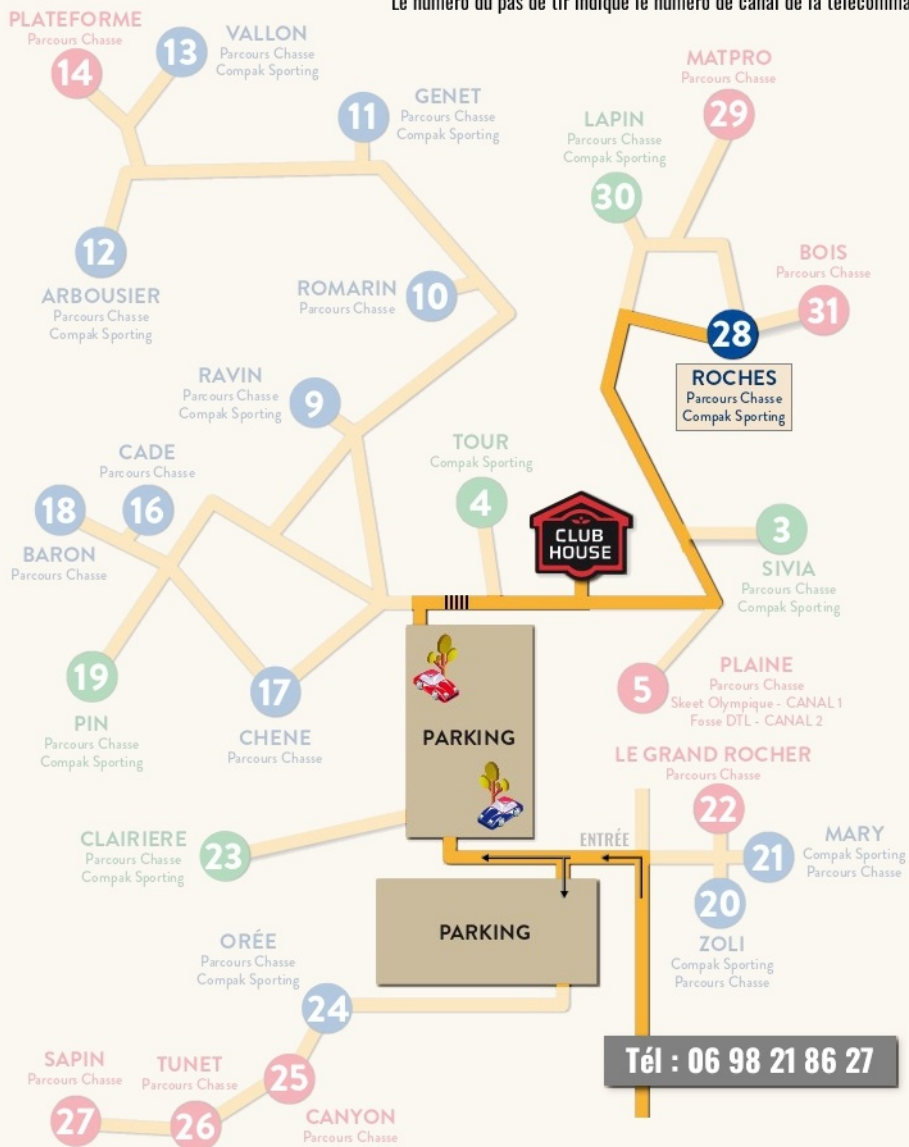 Le numéro du pas de tir indique le numéro de canal de la téléco
PLATEFORME
Parcours Chasse
14
13
VALLON
Parcours Chasse
Compak Sporting
11
GENET
Parcours Chasse
Compak Sporting
MATPRO
Parcours Chasse
29
LAPIN
Parcours Chasse
Compak Sporting
30
12
ARBOUSIER
Parcours Chasse
Compak Sporting
ROMARIN
Parcours Chasse
10
BOIS
Parcours Chasse
31
28
ROCHES
Parcours Chasse
Compak Sporting
RAVIN
Parcours Chasse
Compak Sporting
9
TOUR
Compak Sporting
4
CADE
Parcours Chasse
16
18
BARON
Parcours Chasse
CLUB
HOUSE
3
SIVIA
Parcours Chasse
Compak Sporting
19
PIN
Parcours Chasse
Compak Sporting
17
CHENE
Parcours Chasse
5
PLAINE
Parcours Chasse
Skeet Olympique - CANAL 1
Fosse DTL - CANAL 2
PARKING
LE GRAND ROCHER
Parcours Chasse
22
CLAIRIERE
Parcours Chasse
Compak Sporting
23
ENTRÉE
21
MARY
Compak Sporting
Parcours Chasse
20
ZOLI
Compak Sporting
Parcours Chasse
PARKING
ORÉE
Parcours Chasse
Compak Sporting
24
Tél : 06 98 21 86 27
SAPIN
Parcours Chasse
27
TUNET
Parcours Chasse
26
25
CANYON
Parcours Chasse